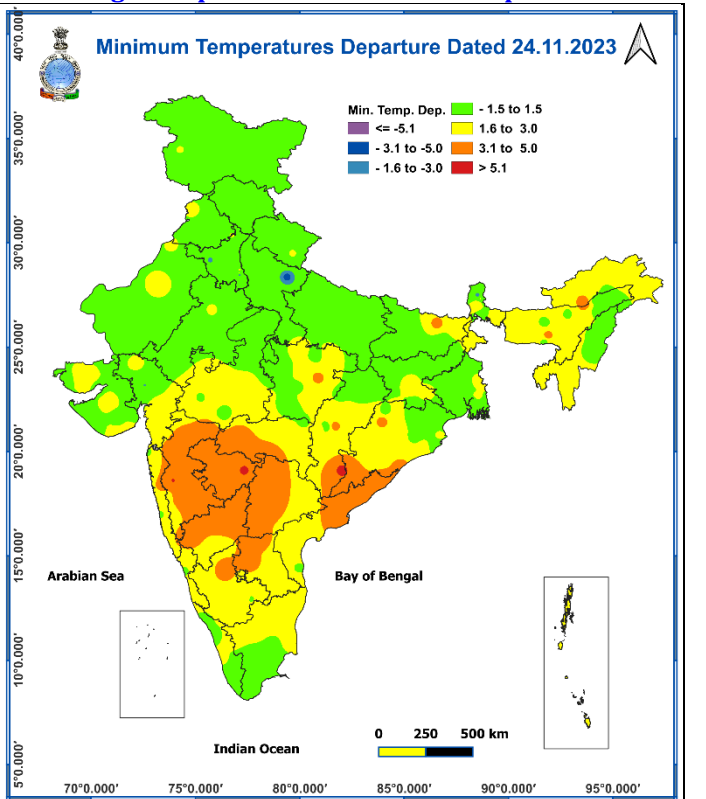 Minimum Temperatures Departure Dated 24.11.2023
Min. Temp. Dep.
<= -5.1
- 3.1 to -5.0
- 1.6 to -3.0
- 1.5 to 1.5
1.6 to 3.0
3.1 to 5.0
> 5.1
40°0.000'
35°0.000'
30°0.000'
25°0.000'
20°0.000'
15°0.000'
10°0.000'
5°0.000'
Arabian Sea
Bay of Bengal
Indian Ocean
0 250 500 km
70°0.000' 75°0.000' 80°0.000' 85°0.000' 90°0.000' 95°0.000'